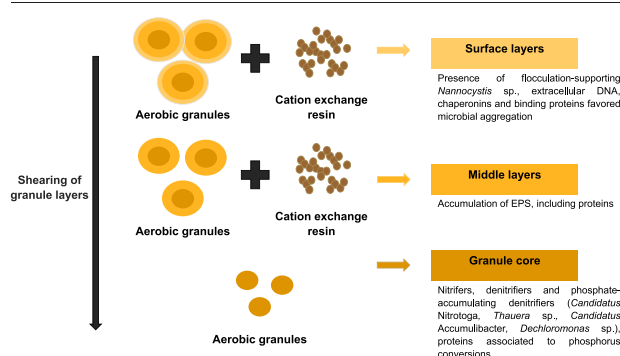 Surface layers
Aerobic granules
Cation exchange
resin
Presence of flocculation-supporting
Nannocystis sp., extracellular DNA,
chaperonins and binding proteins favored
microbial aggregation
Shearing of
granule layers
Middle layers
Aerobic granules
Cation exchange
resin
Accumulation of EPS, including proteins
Granule core
Aerobic granules
Nitrifers, denitrifiers and phosphate-
accumulating denitrifiers (Candidatus
Nitrotoga, Thauera sp., Candidatus
Accumulibacter, Dechloromonas sp.),
proteins associated to phosphorus
conversions